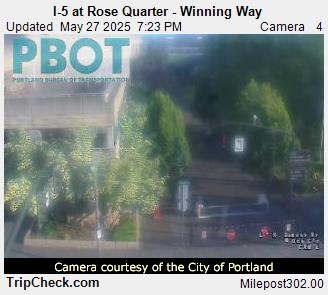 I-5 at Rose Quarter - Winning Way
Updated May 27 2025 7:23 PM Camera 4
PBOT
PORTLAND BUREAU OF TRANSPORTATION
Camera courtesy of the City of Portland
TripCheck.com Milepost302.00